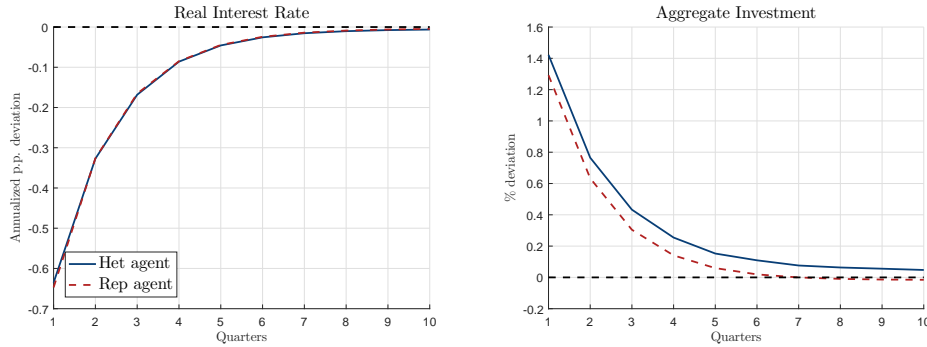 Real Interest Rate
0
-0.1
-0.2
-0.3
-0.4
-0.5
-0.6
-0.7
Annualized p.p. deviation
Het agent
Rep agent
1 2 3 4 5 6 7 8 9 10
Quarters
Aggregate Investment
1.6
1.4
1.2
1
0.8
0.6
0.4
0.2
0
-0.2
% deviation
1 2 3 4 5 6 7 8 9 10
Quarters